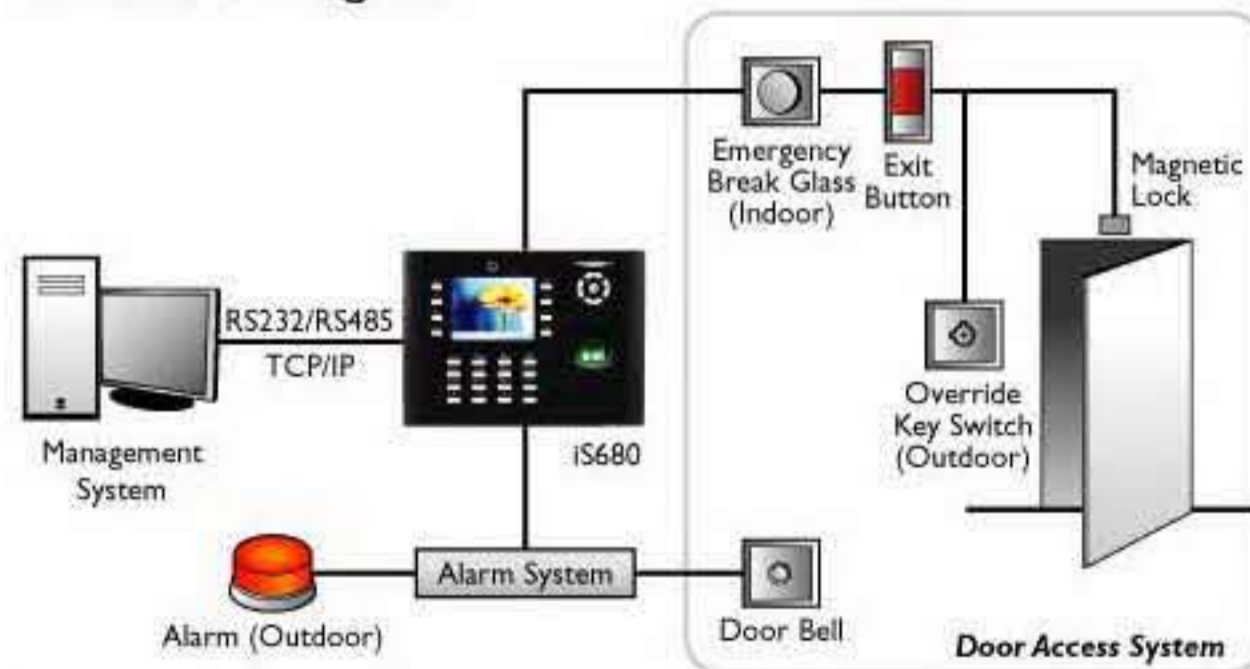 Emergency
Break Glass
(Indoor)
Exit
Button
Magnetic
Lock
RS232/RS485
TCP/IP
Override
Key Switch
(Outdoor)
iS680
Management
System
Alarm System
Alarm (Outdoor)
Door Bell
Door Access System